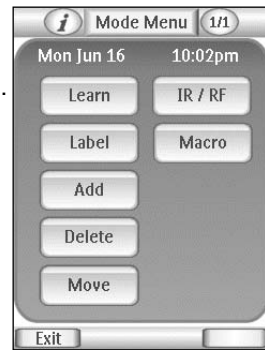 i Mode Menu 1/1
Mon Jun 16 10:02pm
Learn IR / RF
Label Macro
Add
Delete
Move
Exit